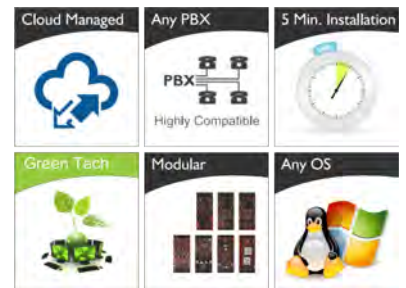 Cloud Managed
Any PBX
5 Min. Installation
PBX
Highly Compatible
Green Tech
Modular
Any OS